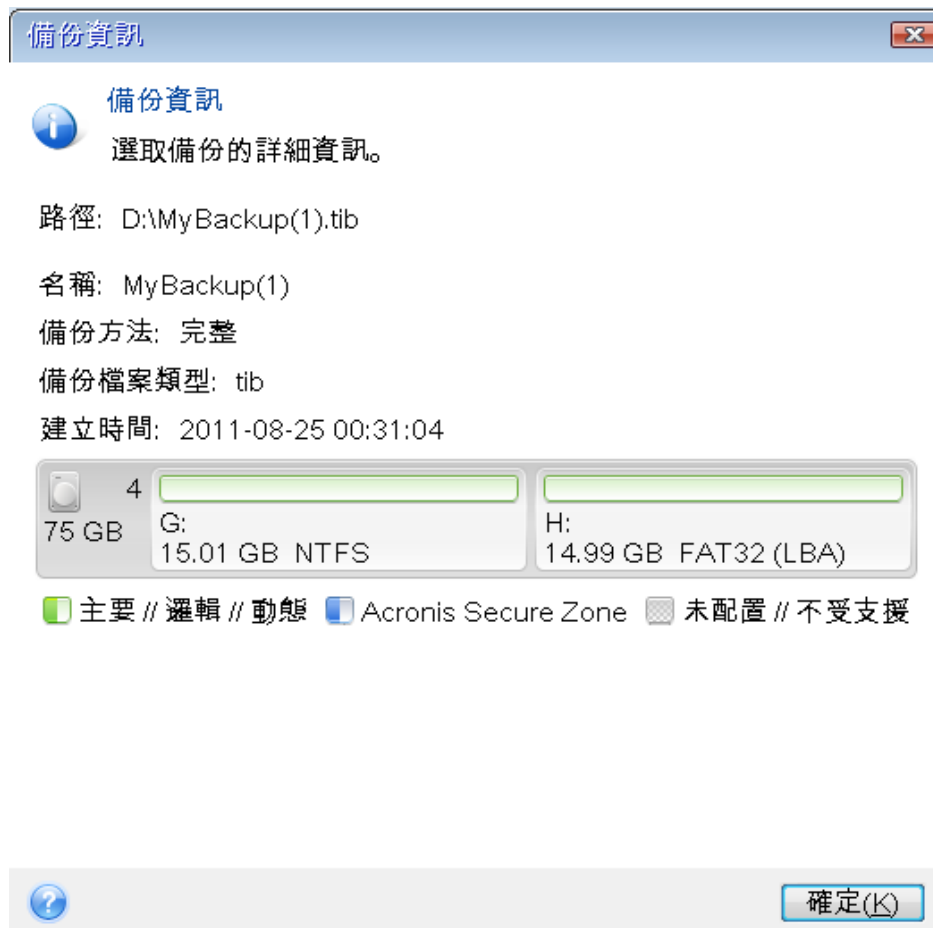 備份資訊
備份資訊
選取備份的詳細資訊。
路徑: D:\MyBackup(1).tib
名稱: MyBackup(1)
備份方法: 完整
備份檔案類型: tib
建立時間: 2011-08-25 00:31:04
4
75 GB
G:
15.01 GB NTFS
H:
14.99 GB FAT32 (LBA)
主要 // 邏輯 // 動態 Acronis Secure Zone 未配置 // 不受支援
確定(K)